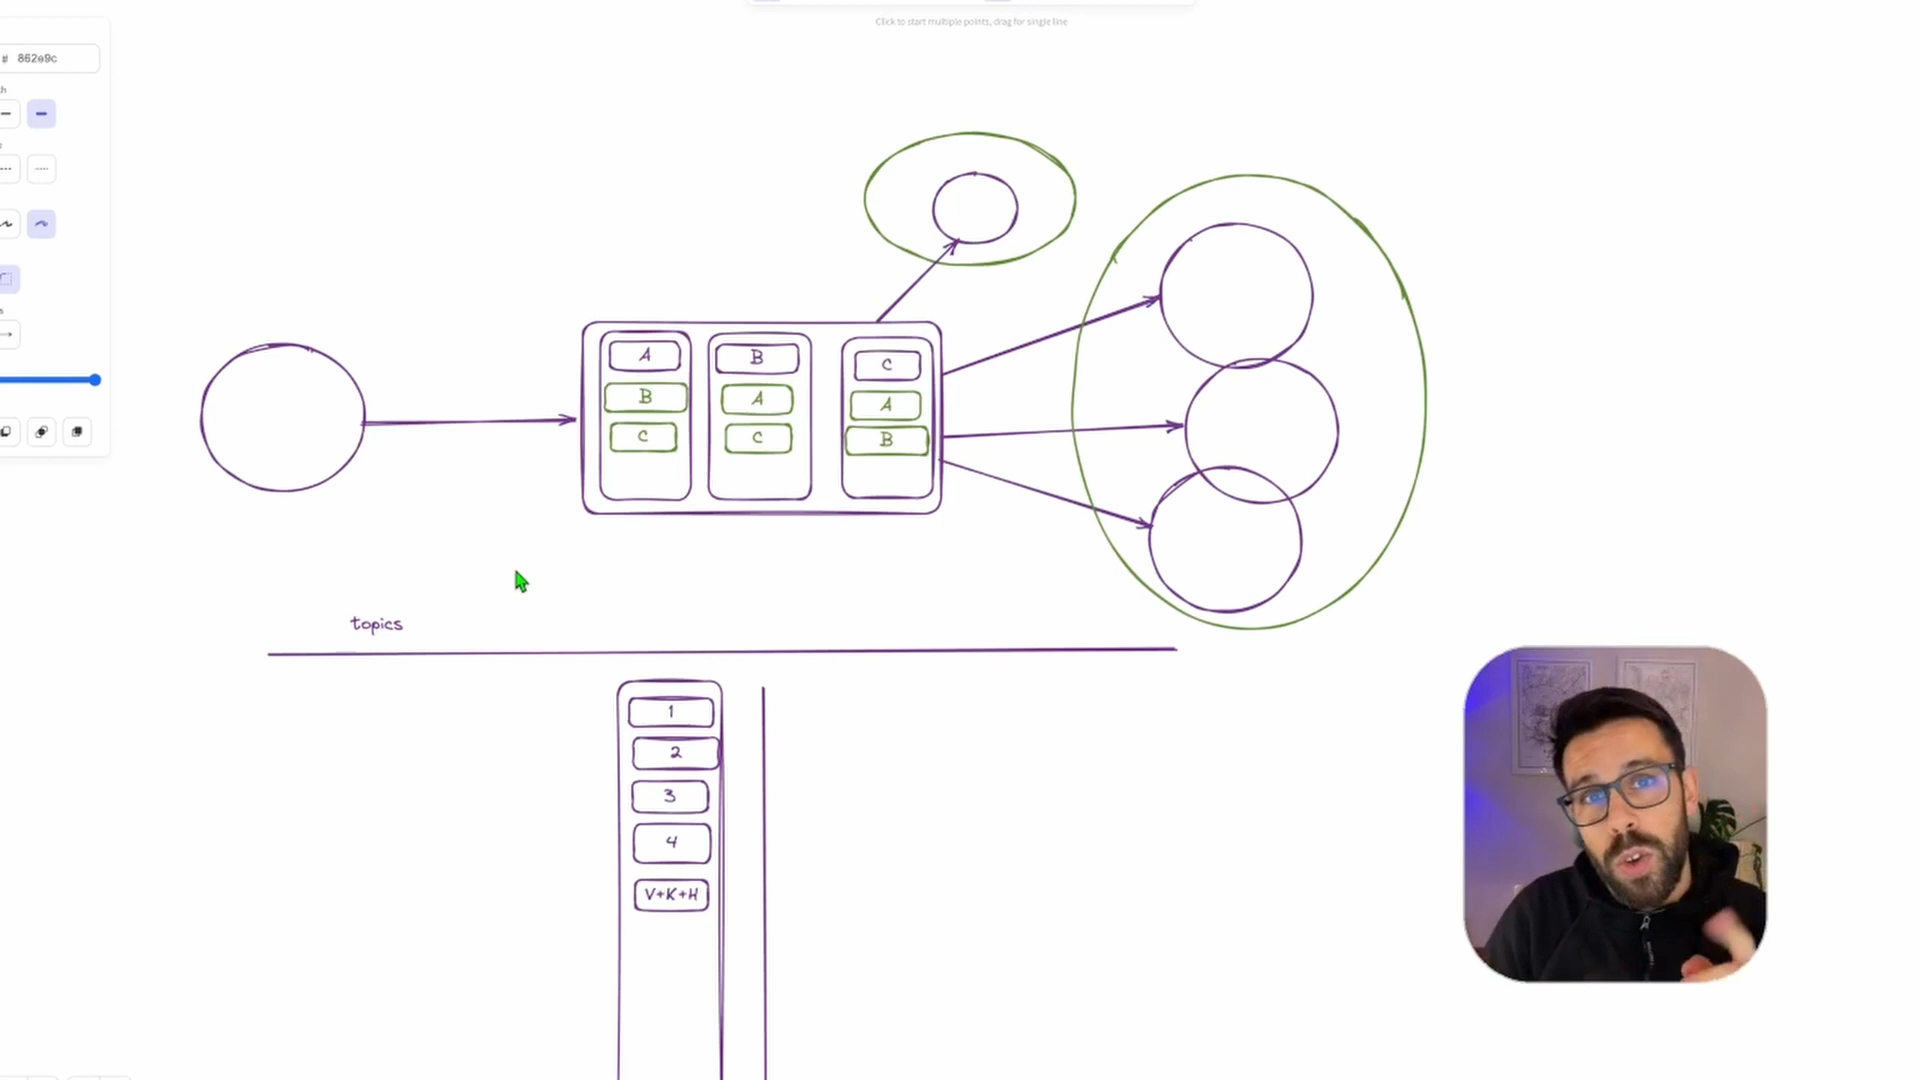 Click to start multiple points, drag for single line
# 862e9c
A
B
C
B
A
C
C
A
B
topics
1
2
3
4
V+K+H